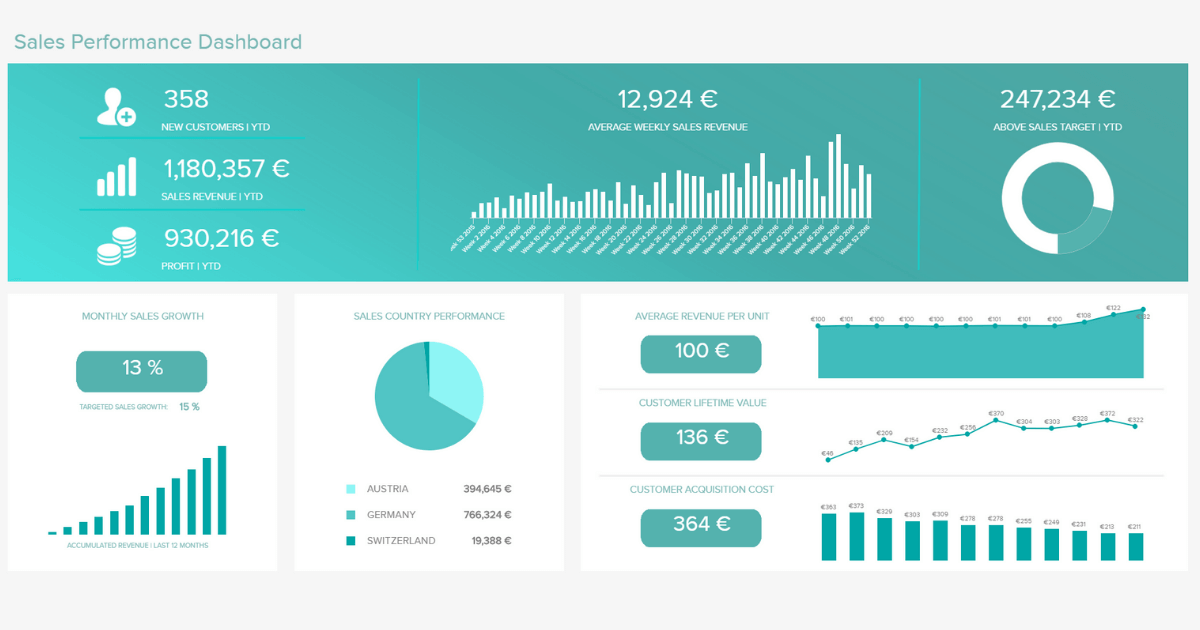 Sales Performance Dashboard
358
NEW CUSTOMERS | YTD
1,180,357 €
SALES REVENUE | YTD
930,216 €
PROFIT | YTD
12,924 €
AVERAGE WEEKLY SALES REVENUE
Week 2 2016
Week 4 2016
Week 6 2016
Week 8 2016
Week 10 2016
Week 12 2016
Week 14 2016
Week 16 2016
Week 18 2016
Week 20 2016
Week 22 2016
Week 24 2016
Week 26 2016
Week 28 2016
Week 30 2016
Week 32 2016
Week 34 2016
Week 36 2016
Week 38 2016
Week 40 2016
Week 42 2016
Week 44 2016
Week 46 2016
Week 48 2016
Week 50 2016
Week 52 2016
247,234 €
ABOVE SALES TARGET | YTD
MONTHLY SALES GROWTH
13 %
TARGETED SALES GROWTH: 15 %
ACCUMULATED REVENUE | LAST 12 MONTHS
SALES COUNTRY PERFORMANCE
AUSTRIA 394,645 €
GERMANY 766,324 €
SWITZERLAND 19,388 €
AVERAGE REVENUE PER UNIT
100 €
€100 €101 €100 €100 €100 €100 €101 €101 €100 €108 €122 €132
CUSTOMER LIFETIME VALUE
136 €
€46 €135 €209 €154 €232 €256 €370 €304 €303 €328 €372 €322
CUSTOMER ACQUISITION COST
364 €
€363 €373 €329 €303 €309 €278 €278 €255 €249 €231 €213 €211